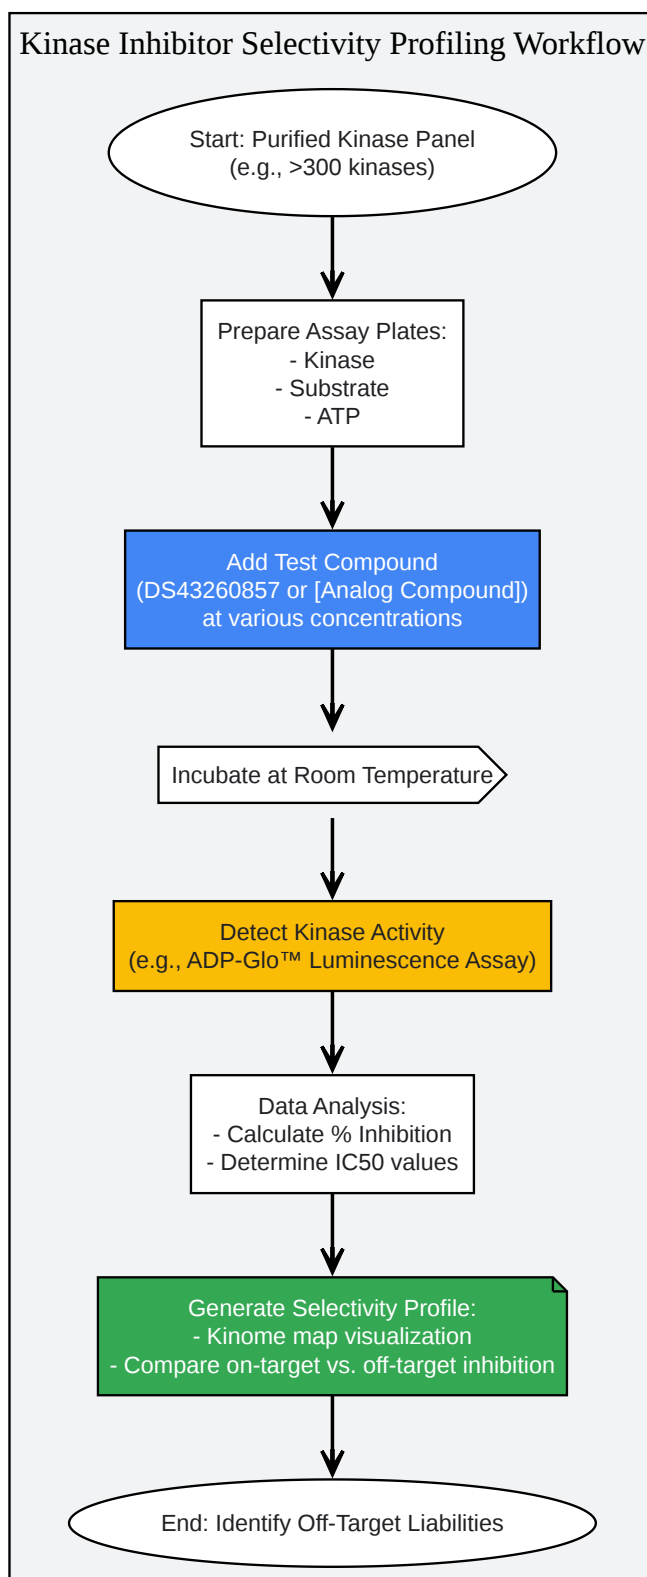 Kinase Inhibitor Selectivity Profiling Workflow
Start: Purified Kinase Panel
(e.g., >300 kinases)
Prepare Assay Plates:
- Kinase
- Substrate
- ATP
Add Test Compound
(DS43260857 or [Analog Compound])
at various concentrations
Incubate at Room Temperature
Detect Kinase Activity
(e.g., ADP-Glo™ Luminescence Assay)
Data Analysis:
- Calculate % Inhibition
- Determine IC50 values
Generate Selectivity Profile:
- Kinome map visualization
- Compare on-target vs. off-target inhibition
End: Identify Off-Target Liabilities